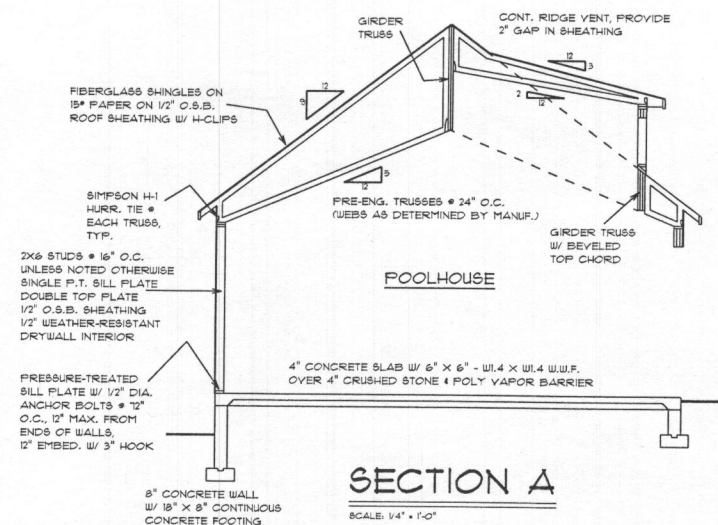 GIRDER
TRUSS
CONT. RIDGE VENT, PROVIDE
2" GAP IN SHEATHING
12
3
12
9
2
12
FIBERGLASS SHINGLES ON
15# PAPER ON 1/2" O.S.B.
ROOF SHEATHING W/ H-CLIPS
5
12
SIMPSON H-1
HURR. TIE @
EACH TRUSS,
TYP.
PRE-ENG. TRUSSES @ 24" O.C.
(WEBS AS DETERMINED BY MANUF.)
GIRDER TRUSS
W/ BEVELED
TOP CHORD
2X6 STUDS @ 16" O.C.
UNLESS NOTED OTHERWISE
SINGLE P.T. SILL PLATE
DOUBLE TOP PLATE
1/2" O.S.B. SHEATHING
1/2" WEATHER-RESISTANT
DRYWALL INTERIOR
POOLHOUSE
4" CONCRETE SLAB W/ 6" X 6" - W1.4 X W1.4 W.W.F.
OVER 4" CRUSHED STONE & POLY VAPOR BARRIER
PRESSURE-TREATED
SILL PLATE W/ 1/2" DIA.
ANCHOR BOLTS @ 72"
O.C., 12" MAX. FROM
ENDS OF WALLS,
12" EMBED. W/ 3" HOOK
8" CONCRETE WALL
W/ 18" X 8" CONTINUOUS
CONCRETE FOOTING
SECTION A
SCALE: 1/4" = 1'-0"